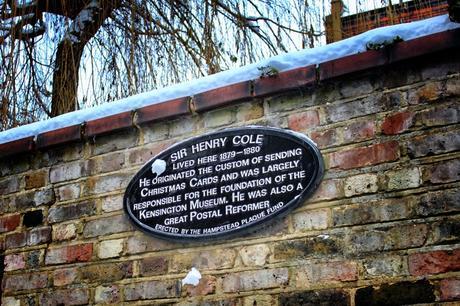 SIR HENRY COLE
LIVED HERE 1879-1880
HE ORIGINATED THE CUSTOM OF SENDING
CHRISTMAS CARDS AND WAS LARGELY
RESPONSIBLE FOR THE FOUNDATION OF THE
KENSINGTON MUSEUM. HE WAS ALSO A
GREAT POSTAL REFORMER
ERECTED BY THE HAMPSTEAD PLAQUE FUND